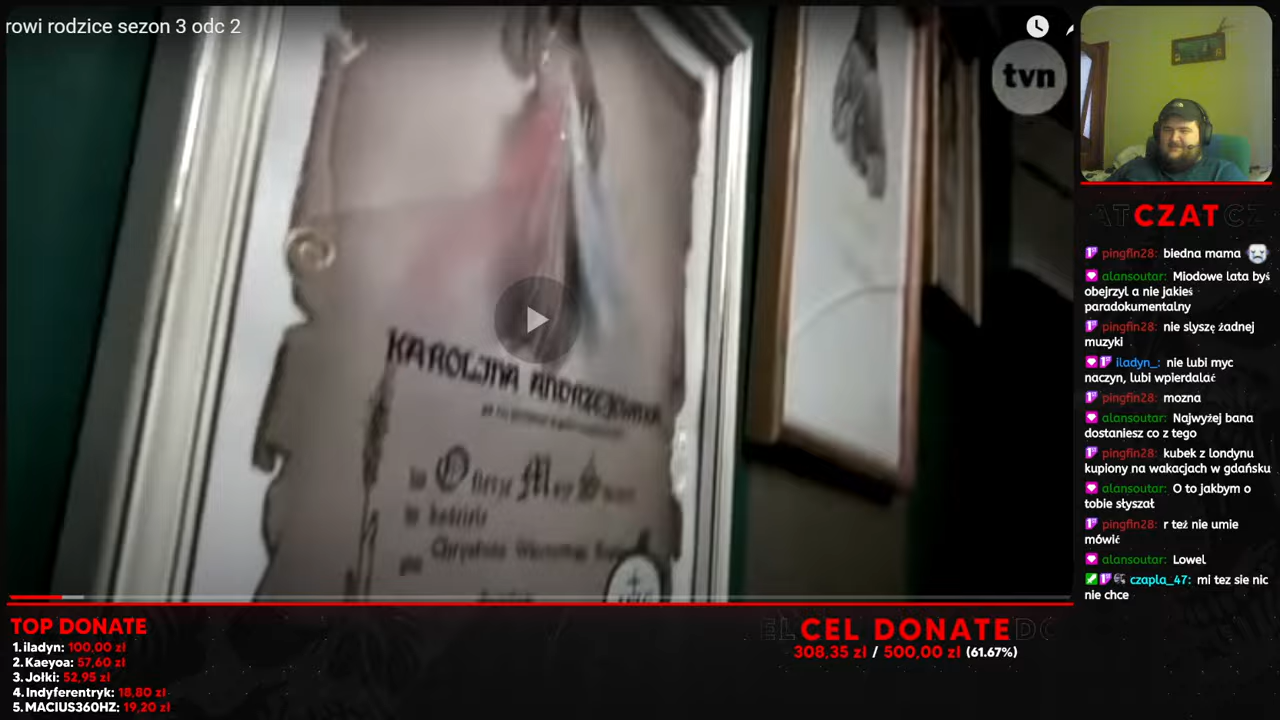 rowi rodzice sezon 3 odc 2
tvn
KAROLINA ANDRZEJEWSKA
CZAT
pingfin28: biedna mama
alansoutar: Miodowe lata byś
obejrzyl a nie jakieś
paradokumentalny
pingfin28: nie slyszę żadnej
muzyki
iladyn_: nie lubi myc
naczyn, lubi wpierdalać
pingfin28: mozna
alansoutar: Najwyżej bana
dostaniesz co z tego
pingfin28: kubek z londynu
kupiony na wakacjach w gdańsku
alansoutar: O to jakbym o
tobie słyszał
pingfin28: r też nie umie
mówić
alansoutar: Lowel
czapla_47: mi tez sie nic
nie chce
TOP DONATE
1. iladyn: 100,00 zł
2. Kaeyoa: 57,60 zł
3. Jołki: 52,95 zł
4. Indyferentryk: 18,80 zł
5. MACIUS360HZ: 19,20 zł
CEL DONATE
308,35 zł / 500,00 zł (61.67%)